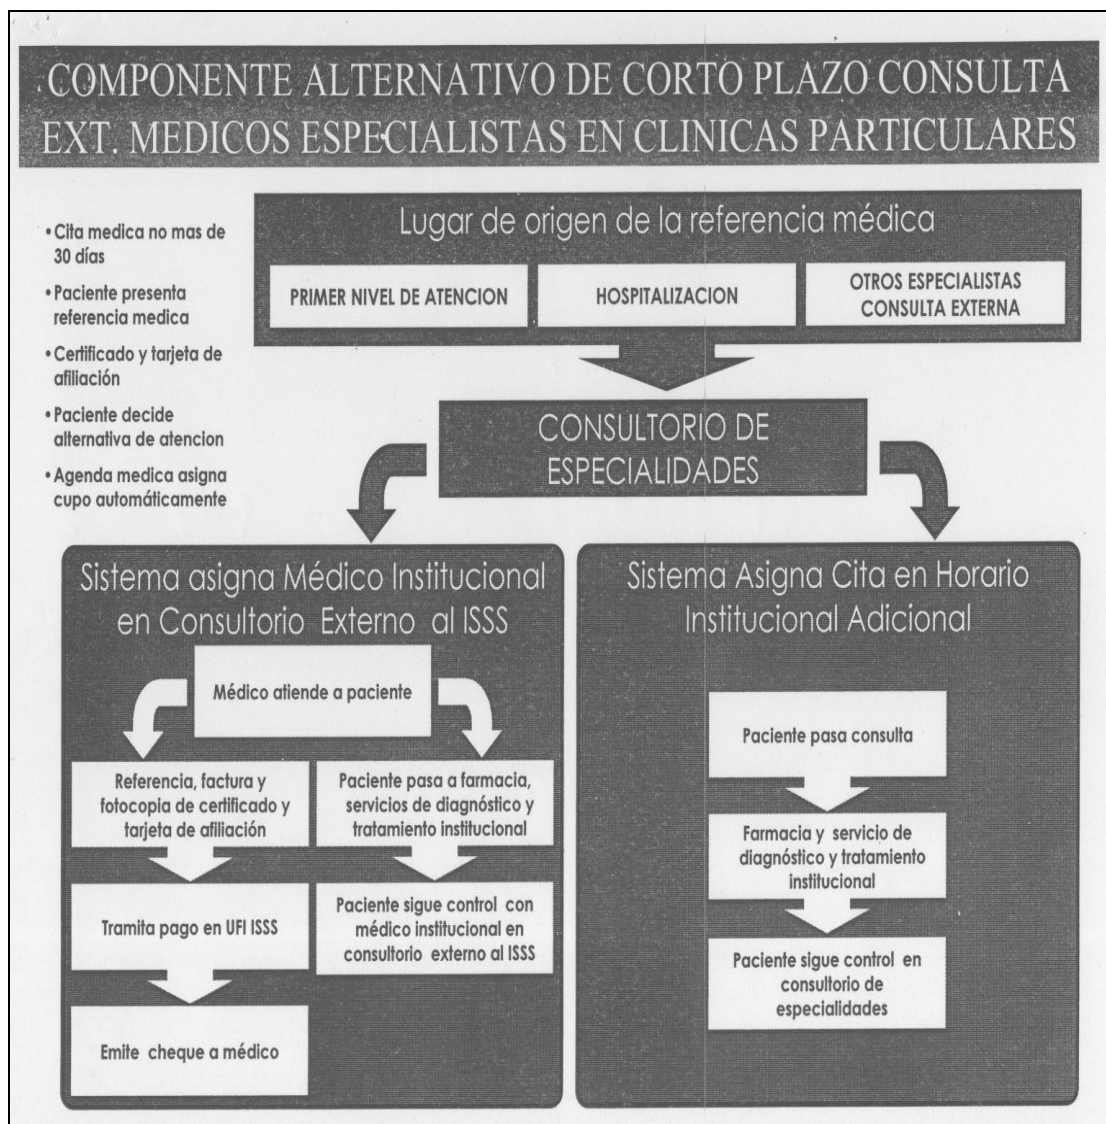 COMPONENTE ALTERNATIVO DE CORTO PLAZO CONSULTA
EXT. MEDICOS ESPECIALISTAS EN CLINICAS PARTICULARES
• Cita medica no mas de
30 días
• Paciente presenta
referencia medica
• Certificado y tarjeta de
afiliación
• Paciente decide
alternativa de atencion
• Agenda medica asigna
cupo automáticamente
Lugar de origen de la referencia médica
PRIMER NIVEL DE ATENCION
HOSPITALIZACION
OTROS ESPECIALISTAS
CONSULTA EXTERNA
CONSULTORIO DE
ESPECIALIDADES
Sistema asigna Médico Institucional
en Consultorio Externo al ISSS
Médico atiende a paciente
Referencia, factura y
fotocopia de certificado y
tarjeta de afiliación
Tramita pago en UFI ISSS
Emite cheque a médico
Paciente pasa a farmacia,
servicios de diagnóstico y
tratamiento institucional
Paciente sigue control con
médico institucional en
consultorio externo al ISSS
Sistema Asigna Cita en Horario
Institucional Adicional
Paciente pasa consulta
Farmacia y servicio de
diagnóstico y tratamiento
institucional
Paciente sigue control en
consultorio de
especialidades